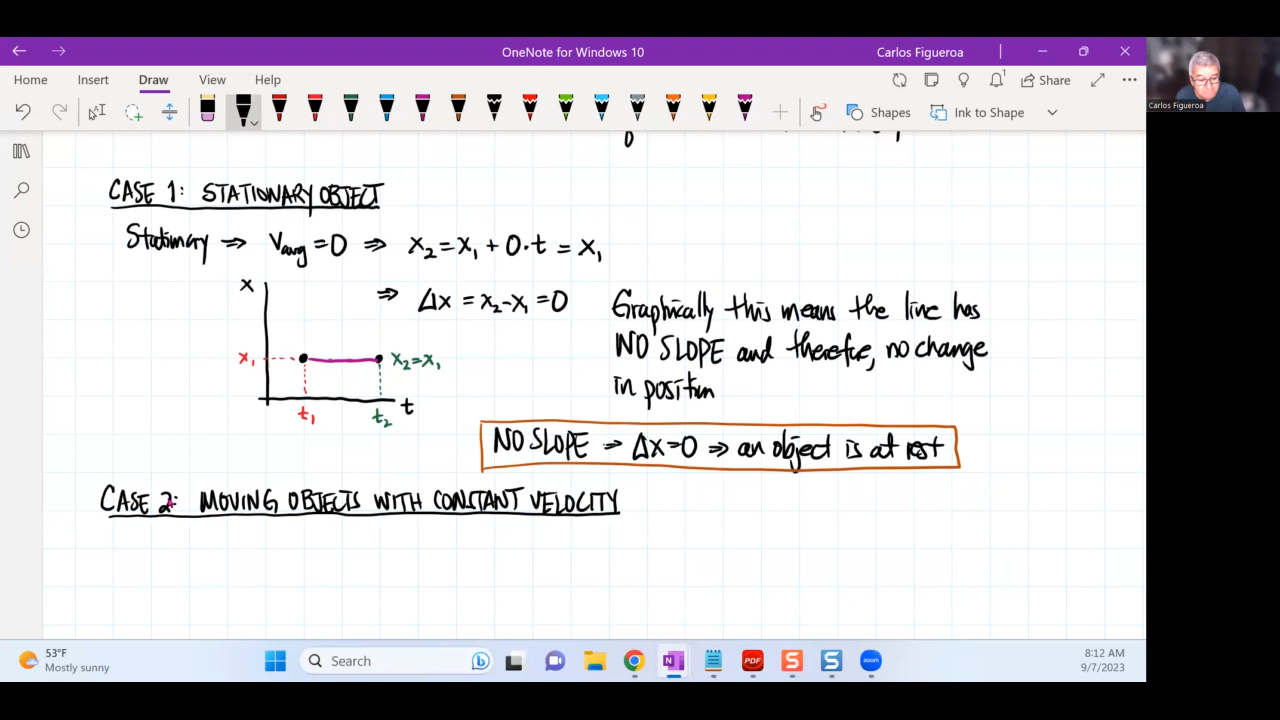 OneNote for Windows 10
Carlos Figueroa
Home Insert Draw View Help
Share
Shapes
Ink to Shape
Carlos Figueroa
CASE 1: STATIONARY OBJECT
Stationary ⇒ Vavg = 0 ⇒ x₂ = x₁ + 0·t = x₁
x
⇒ Δx = x₂-x₁ = 0
Graphically this means the line has
NO SLOPE and therefore, no change
in position
x₁
x₂=x₁
t₁ t₂ t
NO SLOPE → Δx=0 ⇒ an object is at rest
CASE 2: MOVING OBJECTS WITH CONSTANT VELOCITY
53°F
Mostly sunny
Search
PDF
zoom
8:12 AM
9/7/2023